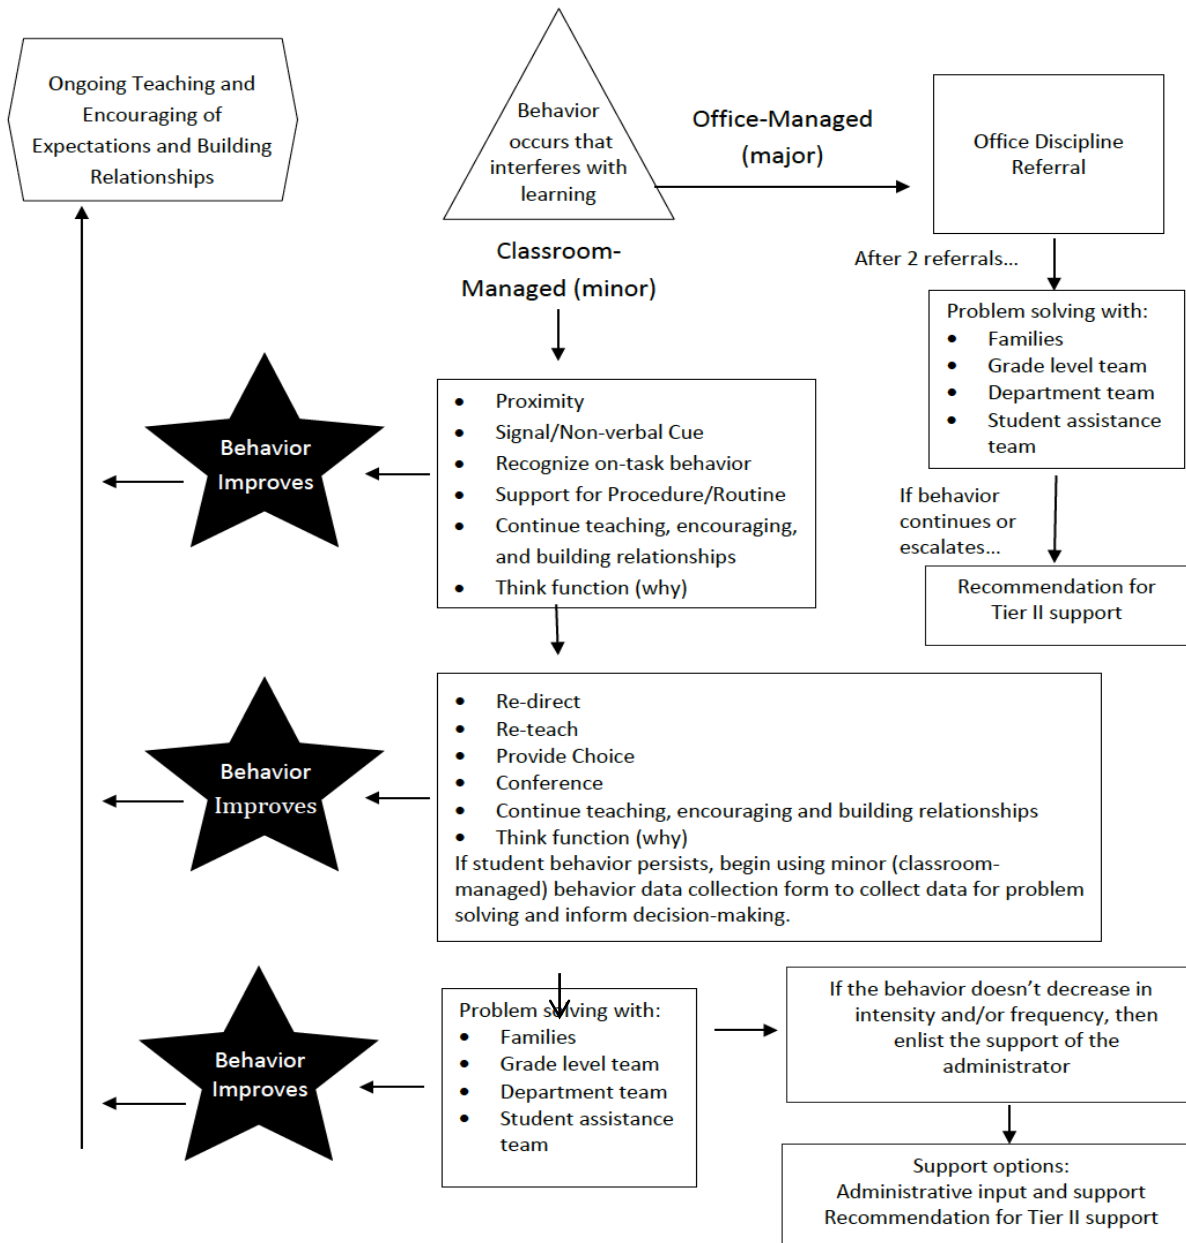 Ongoing Teaching and
Encouraging of
Expectations and Building
Relationships
Behavior
occurs that
interferes with
learning
Office-Managed
(major)
Office Discipline
Referral
After 2 referrals...
Problem solving with:
• Families
• Grade level team
• Department team
• Student assistance
team
If behavior
continues or
escalates...
Recommendation for
Tier II support
Classroom-
Managed (minor)
• Proximity
• Signal/Non-verbal Cue
• Recognize on-task behavior
• Support for Procedure/Routine
• Continue teaching, encouraging,
and building relationships
• Think function (why)
Behavior
Improves
• Re-direct
• Re-teach
• Provide Choice
• Conference
• Continue teaching, encouraging and building relationships
• Think function (why)
If student behavior persists, begin using minor (classroom-
managed) behavior data collection form to collect data for problem
solving and inform decision-making.
Behavior
Improves
Problem solving with:
• Families
• Grade level team
• Department team
• Student assistance
team
Behavior
Improves
If the behavior doesn't decrease in
intensity and/or frequency, then
enlist the support of the
administrator
Support options:
Administrative input and support
Recommendation for Tier II support